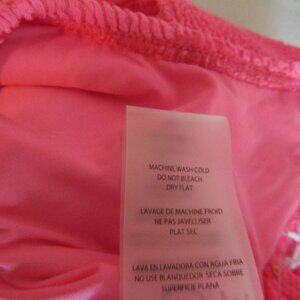 MACHINE WASH COLD
DO NOT BLEACH
DRY FLAT
LAVAGE DE MACHINE FROID
NE PAS JAVELLISER
PLAT SEC
LAVA EN LAVADORA CON AGUA FRIA
NO USE BLANQUEDOR SECA SOBRE
SUPERFICIE PLANA